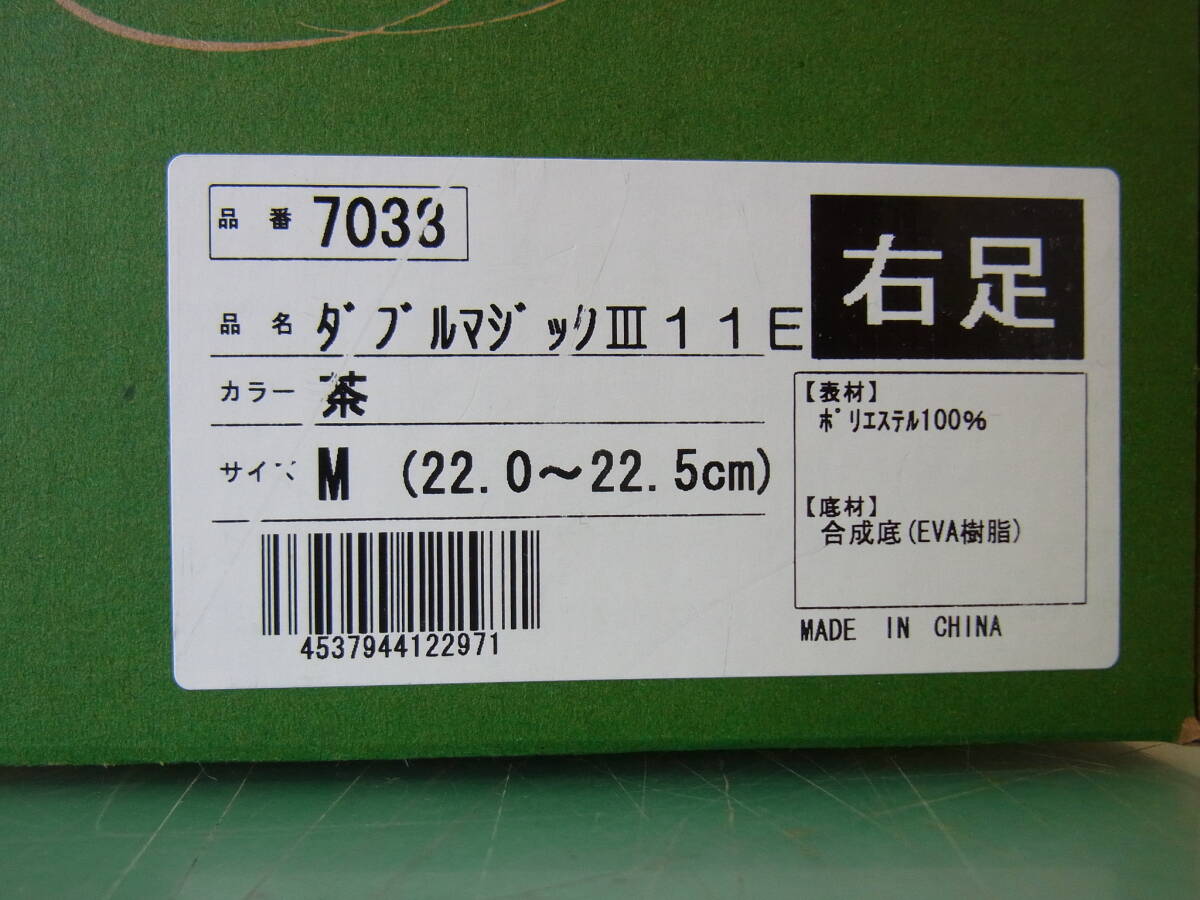 品番 7033
右足
品名 ﾀﾞﾌﾞﾙﾏｼﾞｯｸⅢ１１Ｅ
カラー 茶
サイズ M (22.0～22.5cm)
【表材】
ﾎﾟﾘｴｽﾃﾙ100%
【底材】
合成底(EVA樹脂)
4537944122971
MADE IN CHINA